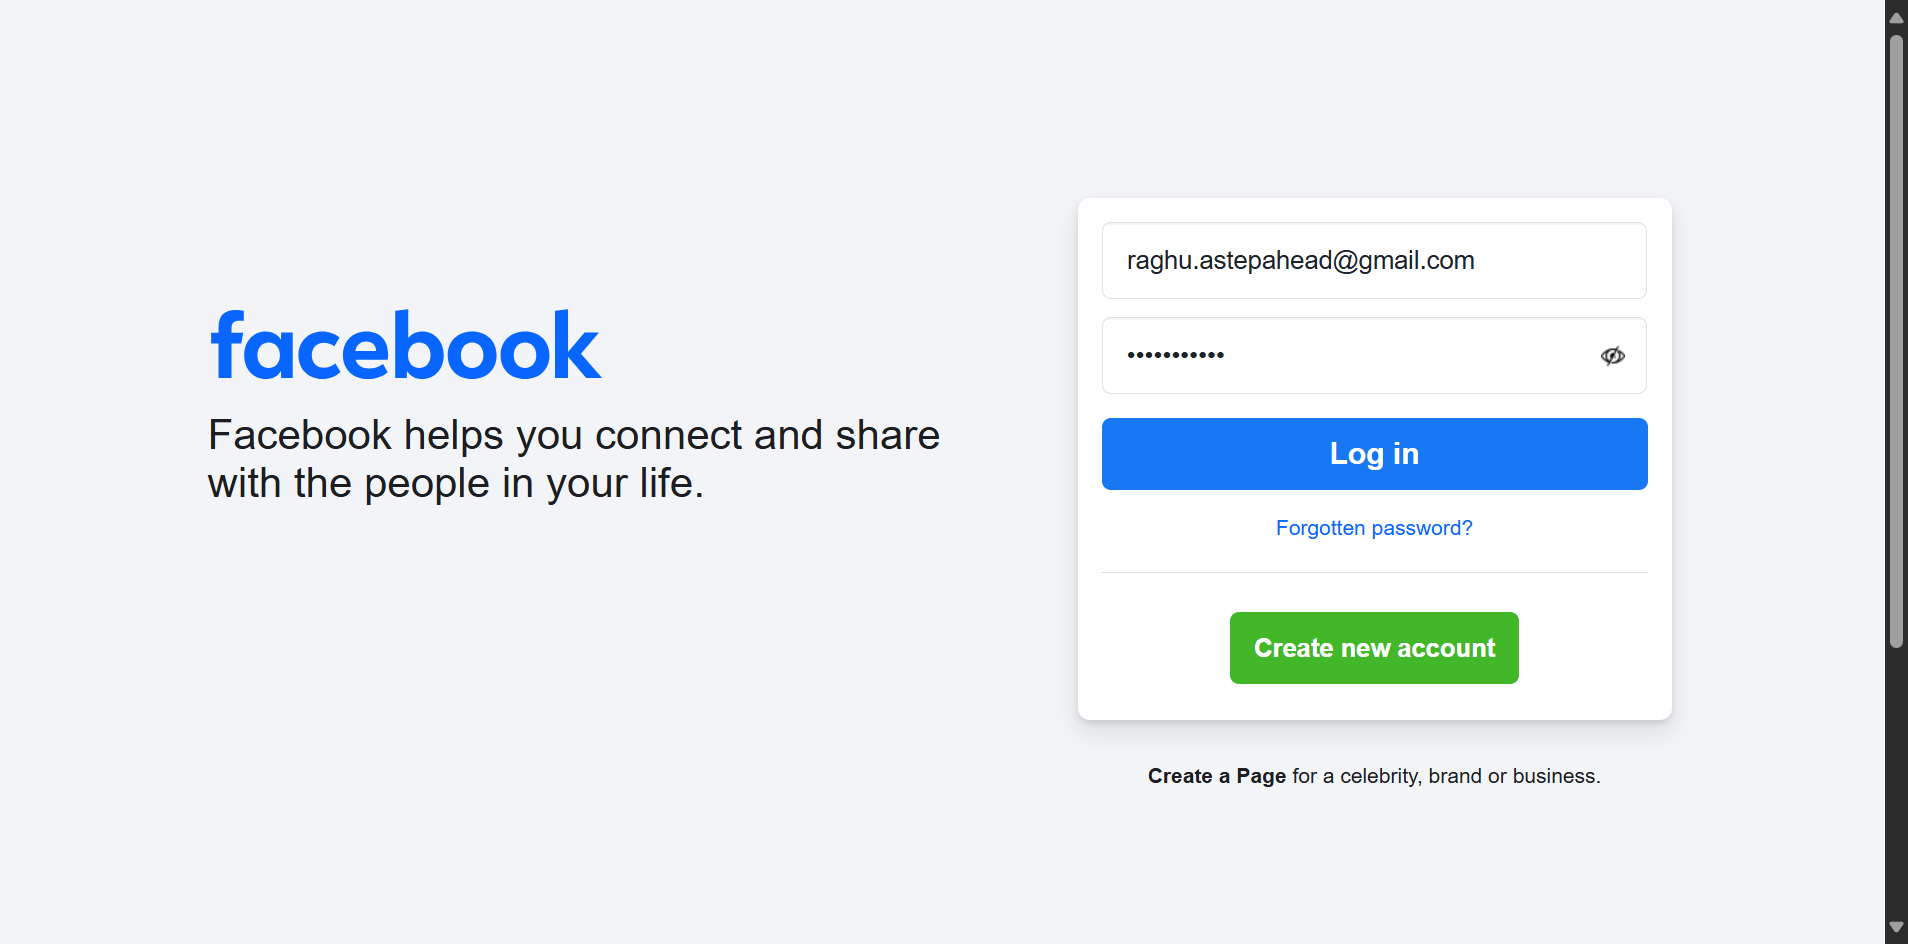 facebook
Facebook helps you connect and share
with the people in your life.
raghu.astepahead@gmail.com
•••••••••••
Log in
Forgotten password?
Create new account
Create a Page for a celebrity, brand or business.